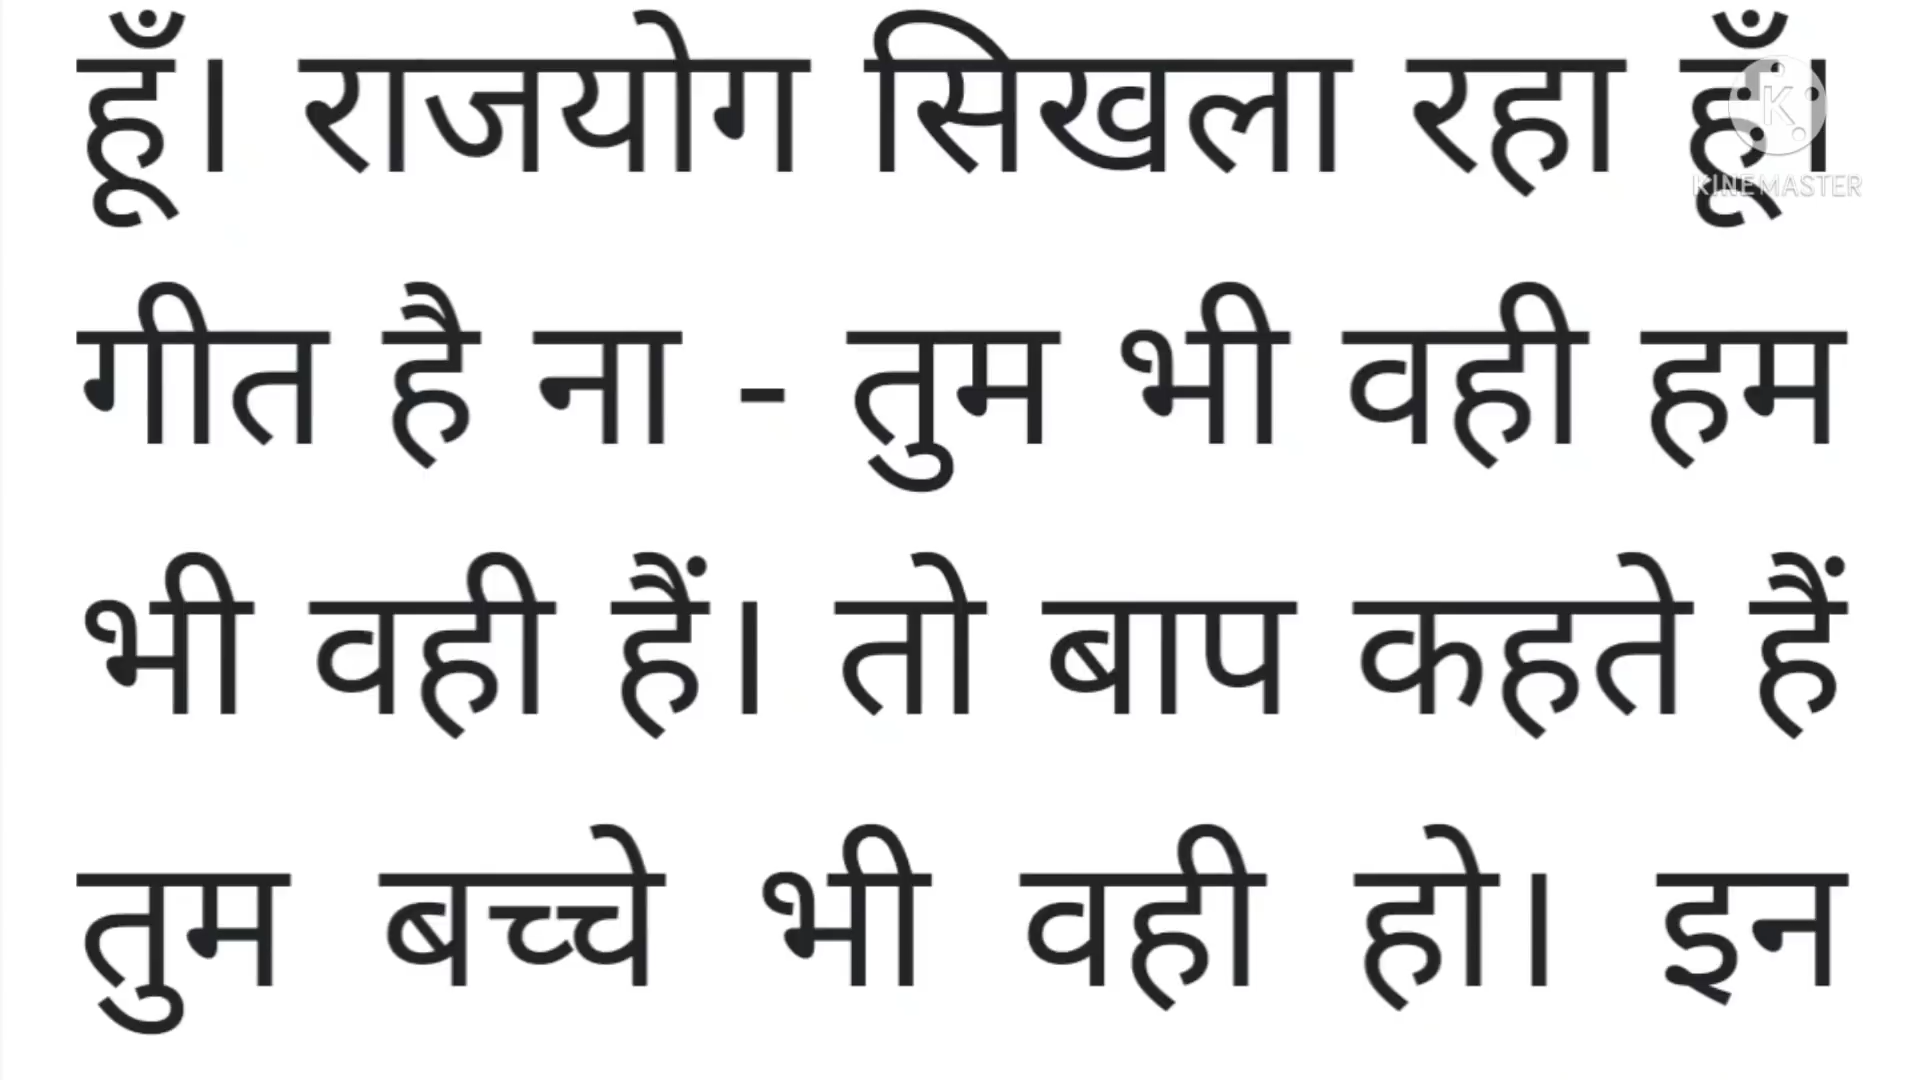 हूँ। राजयोग सिखला रहा हूँ।
KINEMASTER
गीत है ना - तुम भी वही हम
भी वही हैं। तो बाप कहते हैं
तुम बच्चे भी वही हो। इन